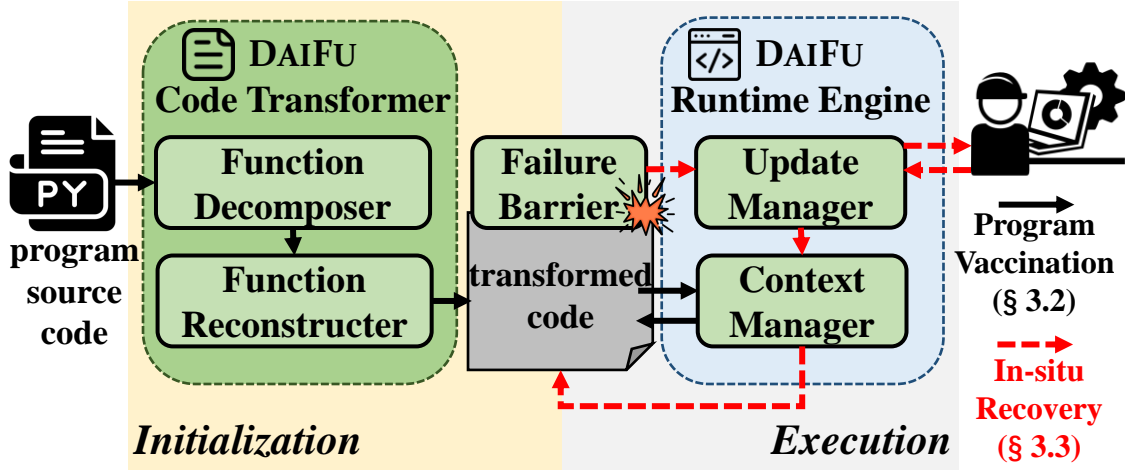 PY
program
source
code
DAIFU
Code Transformer
Function
Decomposer
Function
Reconstructer
Failure
Barrier
transformed
code
</>
DAIFU
Runtime Engine
Update
Manager
Context
Manager
Program
Vaccination
(§ 3.2)
In-situ
Recovery
(§ 3.3)
Initialization
Execution